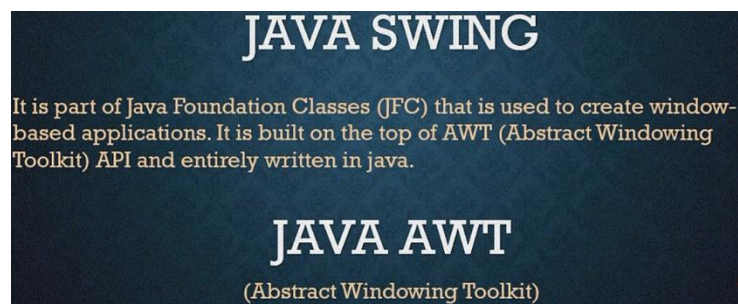 JAVA SWING
It is part of Java Foundation Classes (JFC) that is used to create window-
based applications. It is built on the top of AWT (Abstract Windowing
Toolkit) API and entirely written in java.
JAVA AWT
(Abstract Windowing Toolkit)